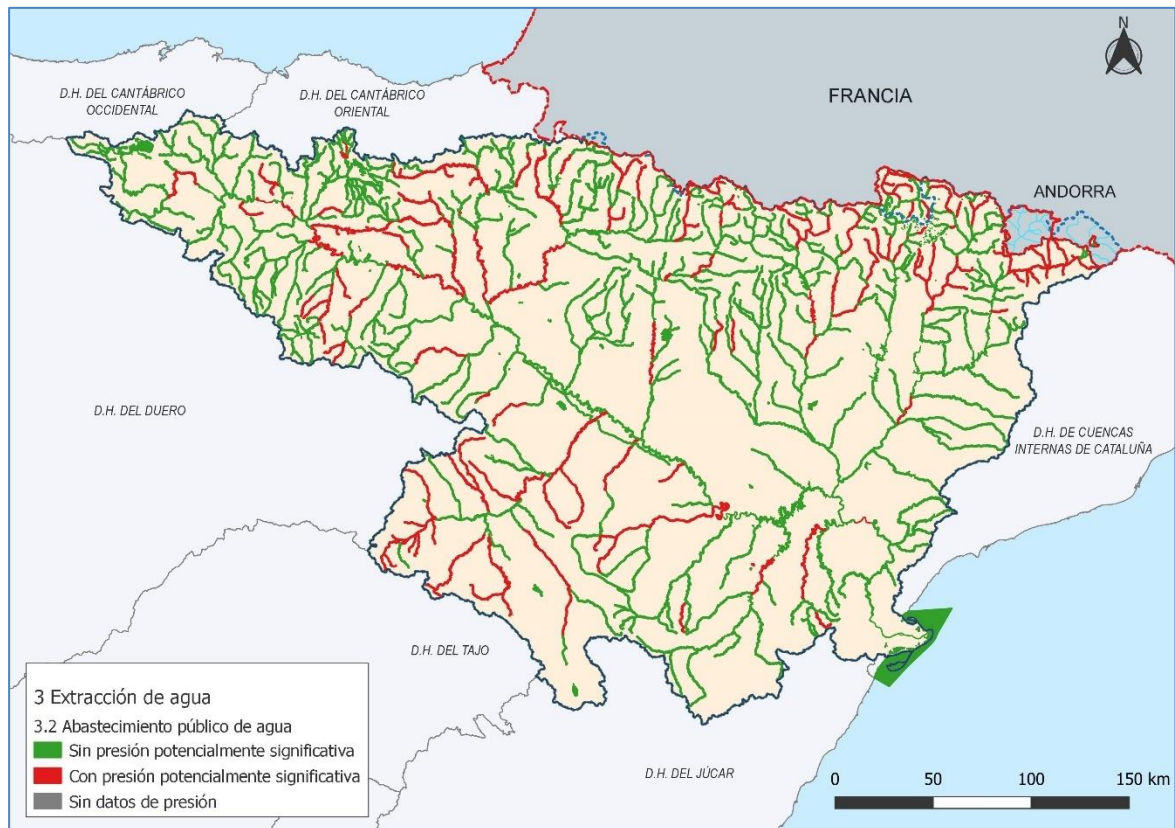 N
D.H. DEL CANTÁBRICO
OCCIDENTAL
D.H. DEL CANTÁBRICO
ORIENTAL
FRANCIA
ANDORRA
D.H. DEL DUERO
D.H. DE CUENCAS
INTERNAS DE CATALUÑA
D.H. DEL TAJO
D.H. DEL JÚCAR
3 Extracción de agua
3.2 Abastecimiento público de agua
Sin presión potencialmente significativa
Con presión potencialmente significativa
Sin datos de presión
0 50 100 150 km